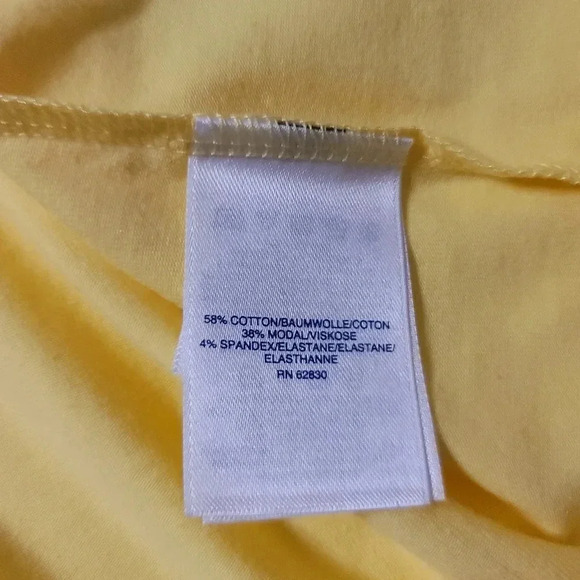 58% COTTON/BAUMWOLLE/COTON
38% MODAL/VISKOSE
4% SPANDEX/ELASTANE/ELASTANE/
ELASTHANNE
RN 62830